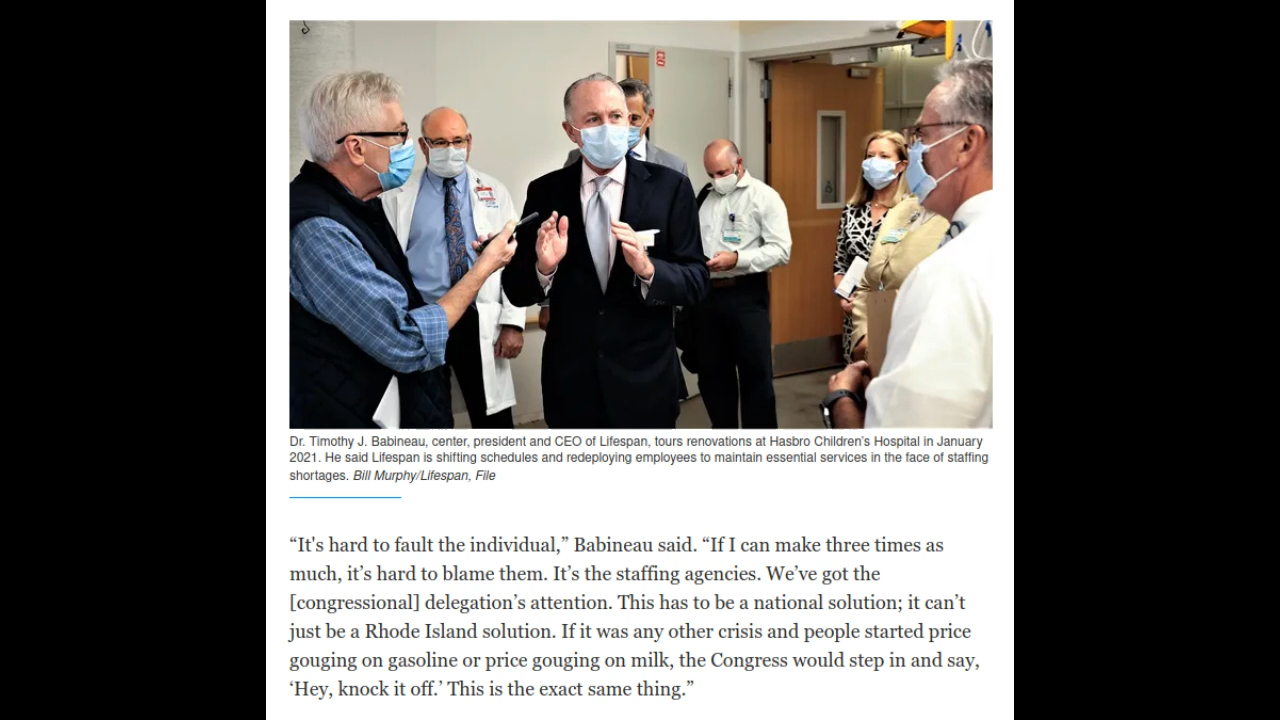 Dr. Timothy J. Babineau, center, president and CEO of Lifespan, tours renovations at Hasbro Children’s Hospital in January
2021. He said Lifespan is shifting schedules and redeploying employees to maintain essential services in the face of staffing
shortages. Bill Murphy/Lifespan, File
“It's hard to fault the individual,” Babineau said. “If I can make three times as
much, it’s hard to blame them. It’s the staffing agencies. We’ve got the
[congressional] delegation’s attention. This has to be a national solution; it can’t
just be a Rhode Island solution. If it was any other crisis and people started price
gouging on gasoline or price gouging on milk, the Congress would step in and say,
‘Hey, knock it off.’ This is the exact same thing.”